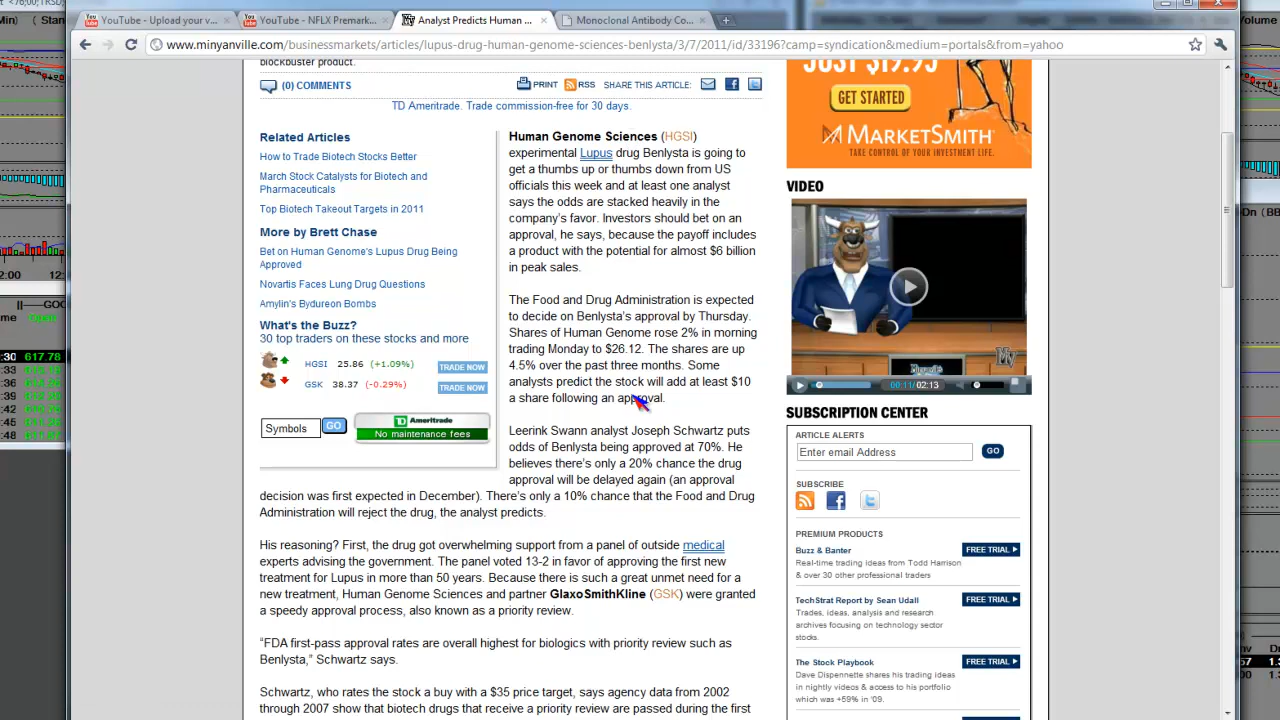 YouTube - Upload your v...
YouTube - NFLX Premark...
Analyst Predicts Human ...
Monoclonal Antibody Co...
www.minyanville.com/businessmarkets/articles/lupus-drug-human-genome-sciences-benlysta/3/7/2011/id/33196?camp=syndication&medium=portals&from=yahoo
blockbuster product.
(0) COMMENTS
PRINT RSS SHARE THIS ARTICLE:
TD Ameritrade. Trade commission-free for 30 days.
Related Articles
How to Trade Biotech Stocks Better
March Stock Catalysts for Biotech and
Pharmaceuticals
Top Biotech Takeout Targets in 2011
More by Brett Chase
Bet on Human Genome's Lupus Drug Being
Approved
Novartis Faces Lung Drug Questions
Amylin's Bydureon Bombs
What's the Buzz?
30 top traders on these stocks and more
HGSI 25.86 (+1.09%) TRADE NOW
GSK 38.37 (-0.29%) TRADE NOW
Symbols GO
TD Ameritrade
No maintenance fees
Human Genome Sciences (HGSI)
experimental Lupus drug Benlysta is going to
get a thumbs up or thumbs down from US
officials this week and at least one analyst
says the odds are stacked heavily in the
company's favor. Investors should bet on an
approval, he says, because the payoff includes
a product with the potential for almost $6 billion
in peak sales.
The Food and Drug Administration is expected
to decide on Benlysta's approval by Thursday.
Shares of Human Genome rose 2% in morning
trading Monday to $26.12. The shares are up
4.5% over the past three months. Some
analysts predict the stock will add at least $10
a share following an approval.
Leerink Swann analyst Joseph Schwartz puts
odds of Benlysta being approved at 70%. He
believes there's only a 20% chance the drug
approval will be delayed again (an approval
decision was first expected in December). There's only a 10% chance that the Food and Drug
Administration will reject the drug, the analyst predicts.
His reasoning? First, the drug got overwhelming support from a panel of outside medical
experts advising the government. The panel voted 13-2 in favor of approving the first new
treatment for Lupus in more than 50 years. Because there is such a great unmet need for a
new treatment, Human Genome Sciences and partner GlaxoSmithKline (GSK) were granted
a faster approval process, also known as a priority review.
“FDA first-pass approval rates are overall highest for biologics with priority review such as
Benlysta,” Schwartz says.
Schwartz, who rates the stock a buy with a $35 price target, says agency data from 2002
through 2007 show that biotech drugs that receive a priority review are passed during the first
JUST $19.95
GET STARTED
MARKETSMITH
TAKE CONTROL OF YOUR INVESTMENT LIFE.
VIDEO
00:11/02:13
SUBSCRIPTION CENTER
ARTICLE ALERTS
Enter email Address GO
SUBSCRIBE
PREMIUM PRODUCTS
Buzz & Banter FREE TRIAL
Real-time trading ideas from Todd Harrison
& over 30 other professional traders
TechStrat Report by Sean Udall FREE TRIAL
Trades, ideas, analysis and research
archives focusing on technology sector
stocks.
The Stock Playbook FREE TRIAL
Dave Dispennette shares his trading ideas
in nightly videos & access to his portfolio
which was +59% in '09.
617.78